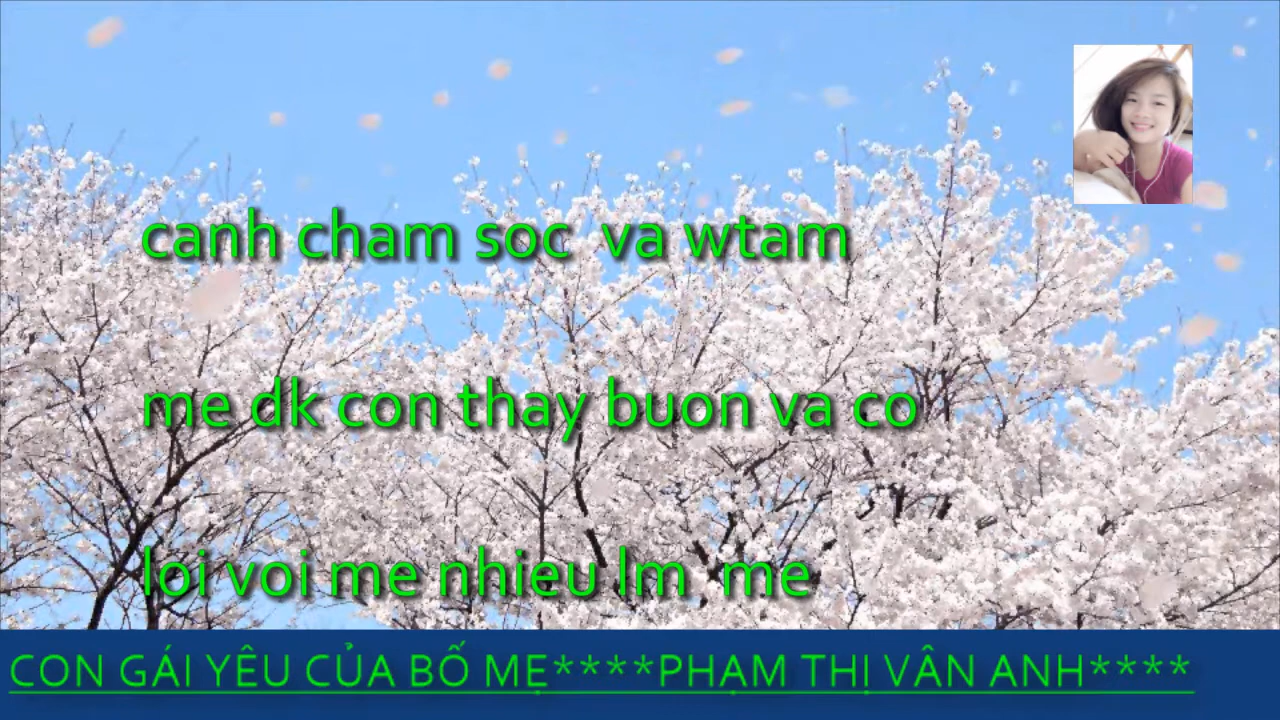 canh cham soc va wtam
me dk con thay buon va co
loi voi me nhieu lm me
CON GÁI YÊU CỦA BỐ MẸ****PHẠM THỊ VÂN ANH****